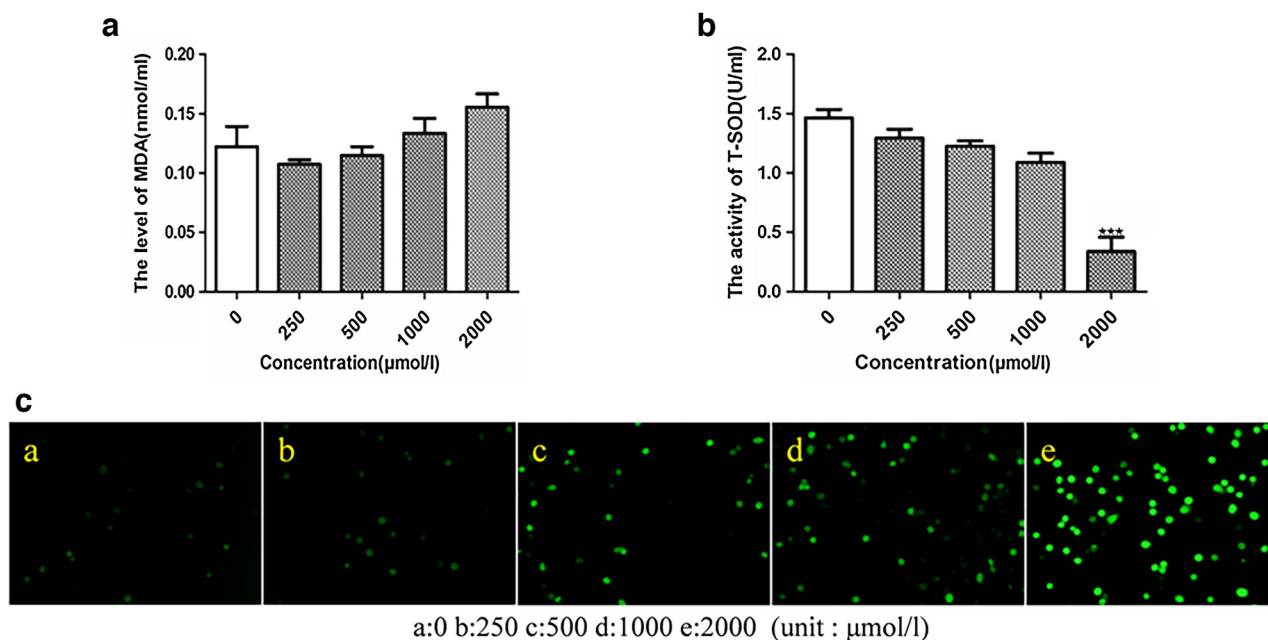 a
The level of MDA(nmol/ml)
0.20
0.15
0.10
0.05
0.00
0 250 500 1000 2000
Concentration(μmol/l)
b
The activity of T-SOD(U/ml)
2.0
1.5
1.0
0.5
0.0
***
0 250 500 1000 2000
Concentration(μmol/l)
c
a b c d e
a:0 b:250 c:500 d:1000 e:2000 (unit : μmol/l)